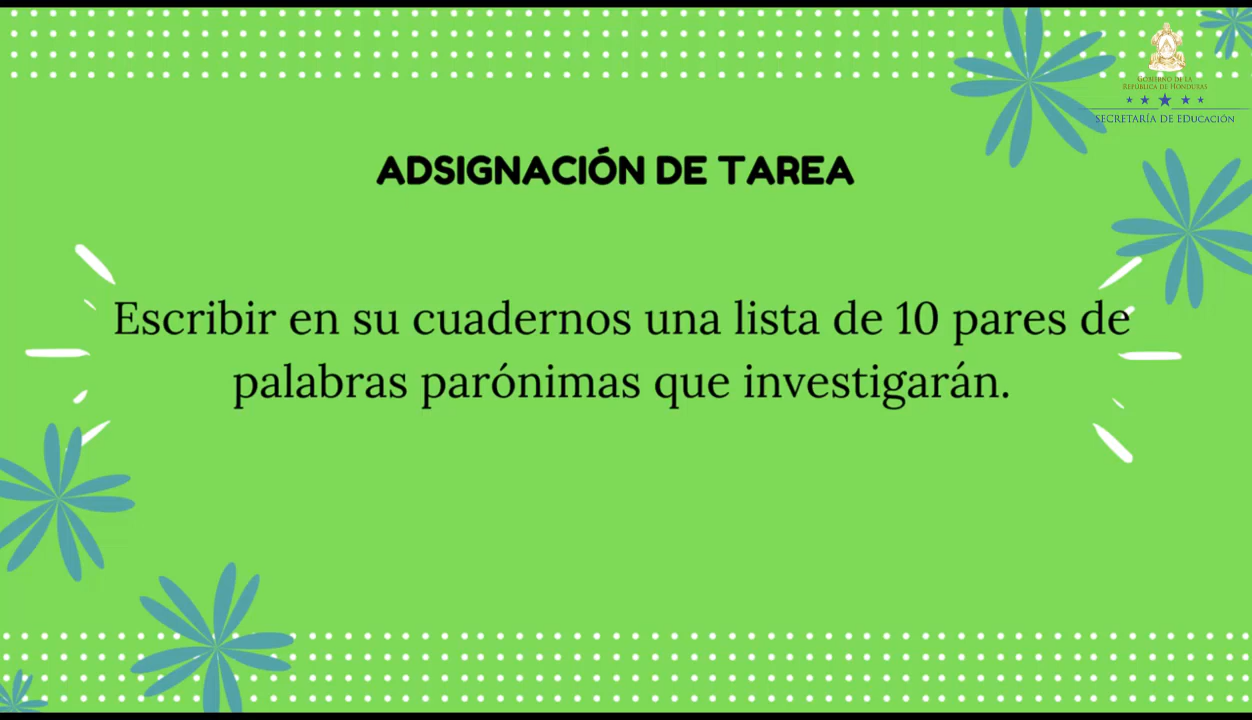 GOBIERNO DE LA
REPÚBLICA DE HONDURAS
SECRETARÍA DE EDUCACIÓN
ADSIGNACIÓN DE TAREA
Escribir en su cuadernos una lista de 10 pares de
palabras parónimas que investigarán.